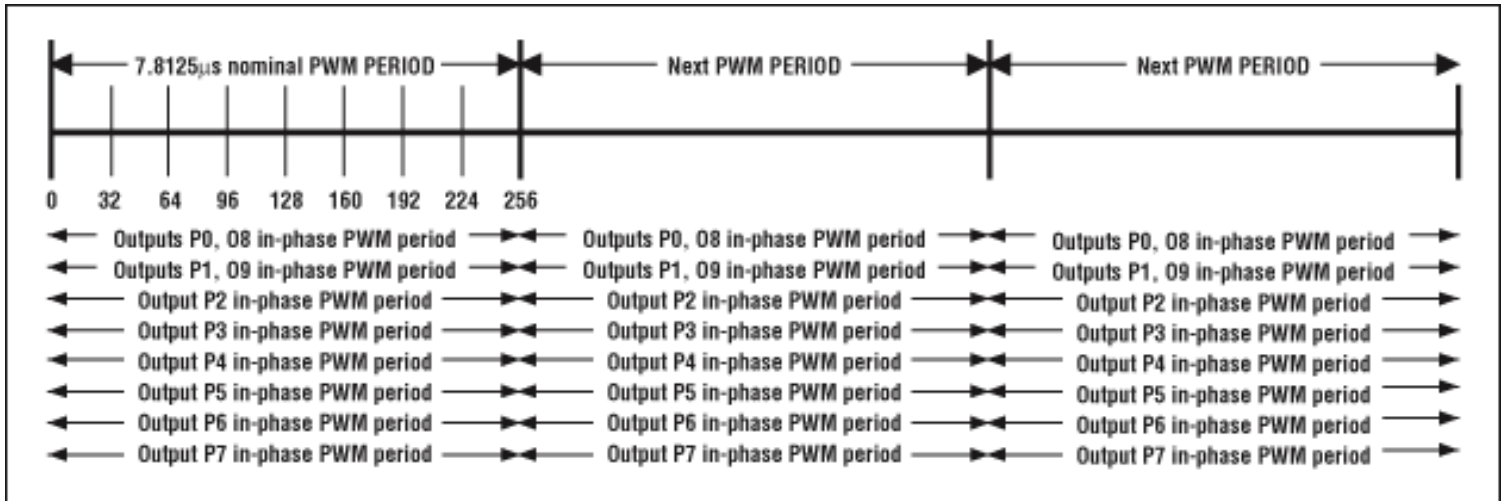 7.8125µs nominal PWM PERIOD Next PWM PERIOD Next PWM PERIOD
0 32 64 96 128 160 192 224 256
Outputs P0, O8 in-phase PWM period Outputs P0, O8 in-phase PWM period Outputs P0, O8 in-phase PWM period
Outputs P1, O9 in-phase PWM period Outputs P1, O9 in-phase PWM period Outputs P1, O9 in-phase PWM period
Output P2 in-phase PWM period Output P2 in-phase PWM period Output P2 in-phase PWM period
Output P3 in-phase PWM period Output P3 in-phase PWM period Output P3 in-phase PWM period
Output P4 in-phase PWM period Output P4 in-phase PWM period Output P4 in-phase PWM period
Output P5 in-phase PWM period Output P5 in-phase PWM period Output P5 in-phase PWM period
Output P6 in-phase PWM period Output P6 in-phase PWM period Output P6 in-phase PWM period
Output P7 in-phase PWM period Output P7 in-phase PWM period Output P7 in-phase PWM period